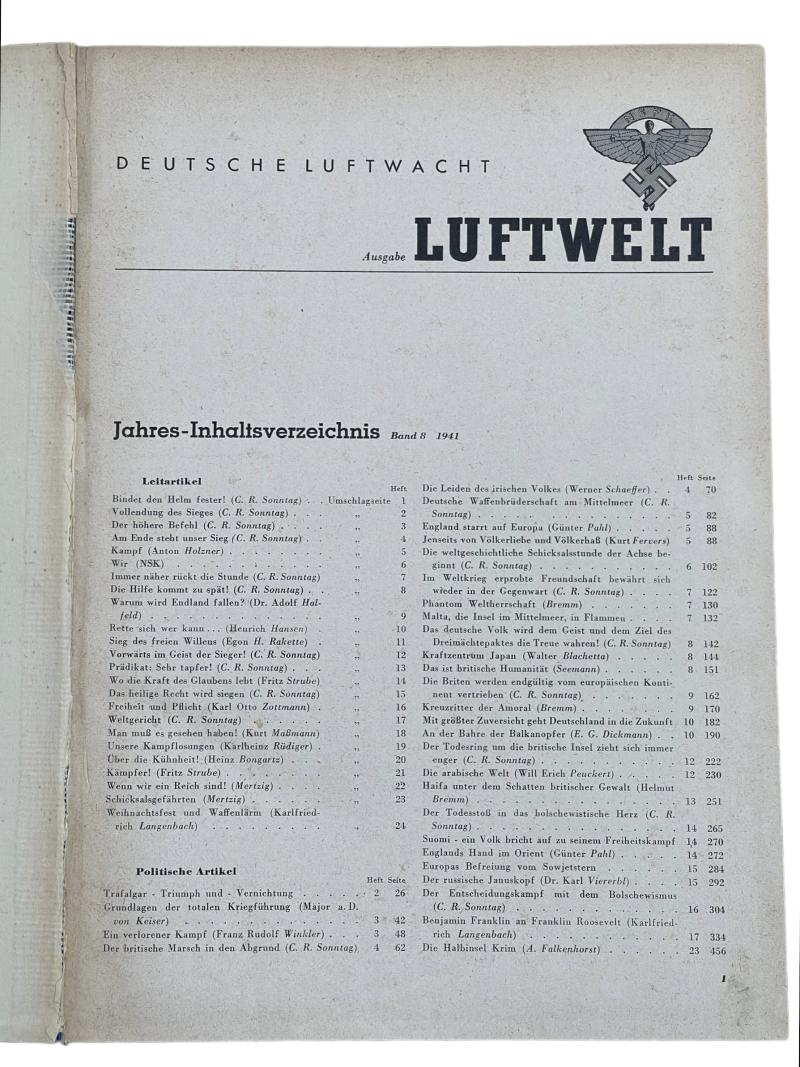 NSFK
DEUTSCHE LUFTWACHT
Ausgabe LUFTWELT
Jahres-Inhaltsverzeichnis Band 8 1941
Leitartikel
Heft
Bindet den Helm fester! (C. R. Sonntag) . . Umschlagseite 1
Vollendung des Sieges (C. R. Sonntag) . . . „ 2
Der höhere Befehl (C. R. Sonntag) . . . . „ 3
Am Ende steht unser Sieg (C. R. Sonntag) . . „ 4
Kampf (Anton Holzner) . . . . . . . „ 5
Wir (NSK) . . . . . . . . . . . „ 6
Immer näher rückt die Stunde (C. R. Sonntag) „ 7
Die Hilfe kommt zu spät! (C. R. Sonntag) . . „ 8
Warum wird Endland fallen? (Dr. Adolf Hal-
feld) . . . . . . . . . . . . . „ 9
Rette sich wer kann . . . (Henrich Hansen) . „ 10
Sieg des freien Willens (Egon H. Rakette) . . „ 11
Vorwärts im Geist der Sieger! (C. R. Sonntag) „ 12
Prädikat: Sehr tapfer! (C. R. Sonntag) . . . „ 13
Wo die Kraft des Glaubens lebt (Fritz Strube) „ 14
Das heilige Recht wird siegen (C. R. Sonntag) „ 15
Freiheit und Pflicht (Karl Otto Zottmann) . „ 16
Weltgericht (C. R. Sonntag) . . . . . . „ 17
Man muß es gesehen haben! (Kurt Maßmann) „ 18
Unsere Kampflosungen (Karlheinz Rüdiger) . „ 19
Über die Kühnheit! (Heinz Bongartz) . . . „ 20
Kämpfer! (Fritz Strube) . . . . . . . „ 21
Wenn wir ein Reich sind! (Mertzig) . . . . „ 22
Schicksalsgefährten (Mertzig) . . . . . . „ 23
Weihnachtsfest und Waffenlärm (Karlfried-
rich Langenbach) . . . . . . . . . „ 24
Politische Artikel
Heft Seite
Trafalgar - Triumph und - Vernichtung . . . . . 2 26
Grundlagen der totalen Kriegführung (Major a. D.
von Keiser) . . . . . . . . . . . . . 3 42
Ein verlorener Kampf (Franz Rudolf Winkler) . . . 3 48
Der britische Marsch in den Abgrund (C. R. Sonntag) 4 62
Heft Seite
Die Leiden des irischen Volkes (Werner Schaeffer) . . 4 70
Deutsche Waffenbrüderschaft am Mittelmeer (C. R.
Sonntag) . . . . . . . . . . . . . 5 82
England starrt auf Europa (Günter Pahl) . . . . . 5 88
Jenseits von Völkerliebe und Völkerhaß (Kurt Fervers) 5 88
Die weltgeschichtliche Schicksalsstunde der Achse be-
ginnt (C. R. Sonntag) . . . . . . . . . 6 102
Im Weltkrieg erprobte Freundschaft bewährt sich
wieder in der Gegenwart (C. R. Sonntag) . . . . 7 122
Phantom Weltherrschaft (Bremm) . . . . . . . 7 130
Malta, die Insel im Mittelmeer, in Flammen . . . . 7 132
Das deutsche Volk wird dem Geist und dem Ziel des
Dreimächtepaktes die Treue wahren! (C. R. Sonntag) 8 142
Kraftzentrum Japan (Walter Blachetta) . . . . . 8 144
Das ist britische Humanität (Seemann) . . . . . 8 151
Die Briten werden endgültig vom europäischen Konti-
nent vertrieben (C. R. Sonntag) . . . . . . . 9 162
Kreuzritter der Amoral (Bremm) . . . . . . . 9 170
Mit größter Zuversicht geht Deutschland in die Zukunft 10 182
An der Bahre der Balkanopfer (E. G. Dickmann) . . 10 190
Der Todesring um die britische Insel zieht sich immer
enger (C. R. Sonntag) . . . . . . . . . 12 222
Die arabische Welt (Will Erich Peuckert) . . . . . 12 230
Haifa unter dem Schatten britischer Gewalt (Helmut
Bremm) . . . . . . . . . . . . . . 13 251
Der Todesstoß in das bolschewistische Herz (C. R.
Sonntag) . . . . . . . . . . . . . 14 265
Suomi - ein Volk bricht auf zu seinem Freiheitskampf 14 270
Englands Hand im Orient (Günter Pahl) . . . . . 14 272
Europas Befreiung vom Sowjetstern . . . . . . 15 284
Der russische Januskopf (Dr. Karl Viererbl) . . . . 15 292
Der Entscheidungskampf mit dem Bolschewismus
(C. R. Sonntag) . . . . . . . . . . . 16 304
Benjamin Franklin an Franklin Roosevelt (Karlfried-
rich Langenbach) . . . . . . . . . . . 17 334
Die Halbinsel Krim (A. Falkenhorst) . . . . . . 23 456
I